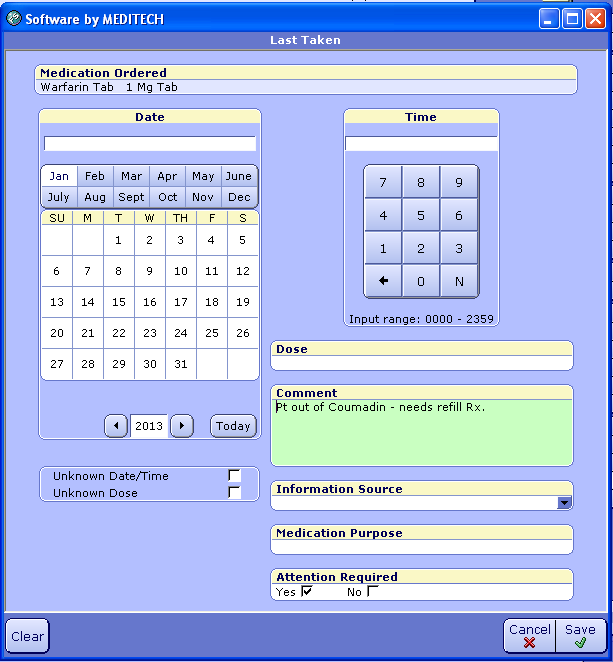 Software by MEDITECH
Last Taken
Medication Ordered
Warfarin Tab 1 Mg Tab
Date
Jan Feb Mar Apr May June
July Aug Sept Oct Nov Dec
SU M T W TH F S
1 2 3 4 5
6 7 8 9 10 11 12
13 14 15 16 17 18 19
20 21 22 23 24 25 26
27 28 29 30 31
2013 Today
Unknown Date/Time
Unknown Dose
Time
7 8 9
4 5 6
1 2 3
0 N
Input range: 0000 - 2359
Dose
Comment
Pt out of Coumadin - needs refill Rx.
Information Source
Medication Purpose
Attention Required
Yes No
Clear
Cancel Save